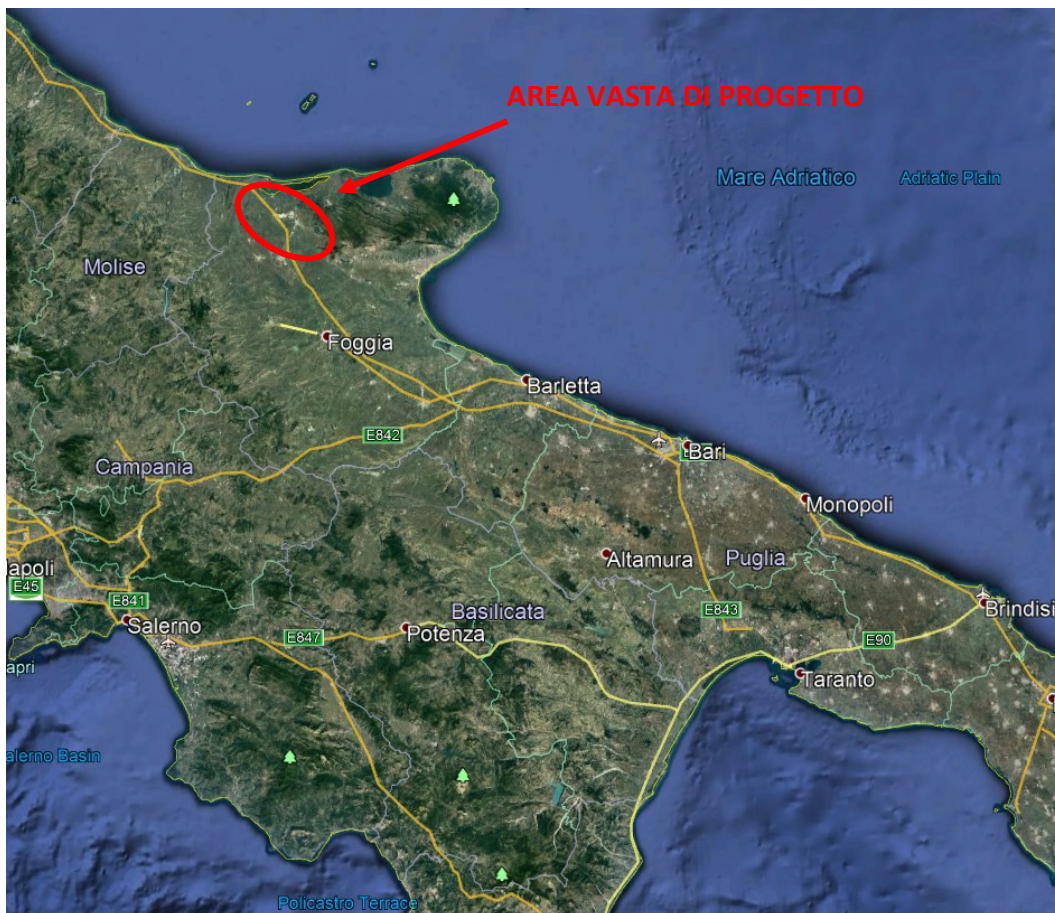 AREA VASTA DI PROGETTO
Mare Adriatico
Adriatic Plain
Molise
Foggia
Barletta
E842
Bari
Campania
Monopoli
Altamura
Puglia
apoli
E45
E841
Salerno
E847
Basilicata
Potenza
E843
E90
Brindisi
Taranto
apri
alerno Basin
Policastro Terrace